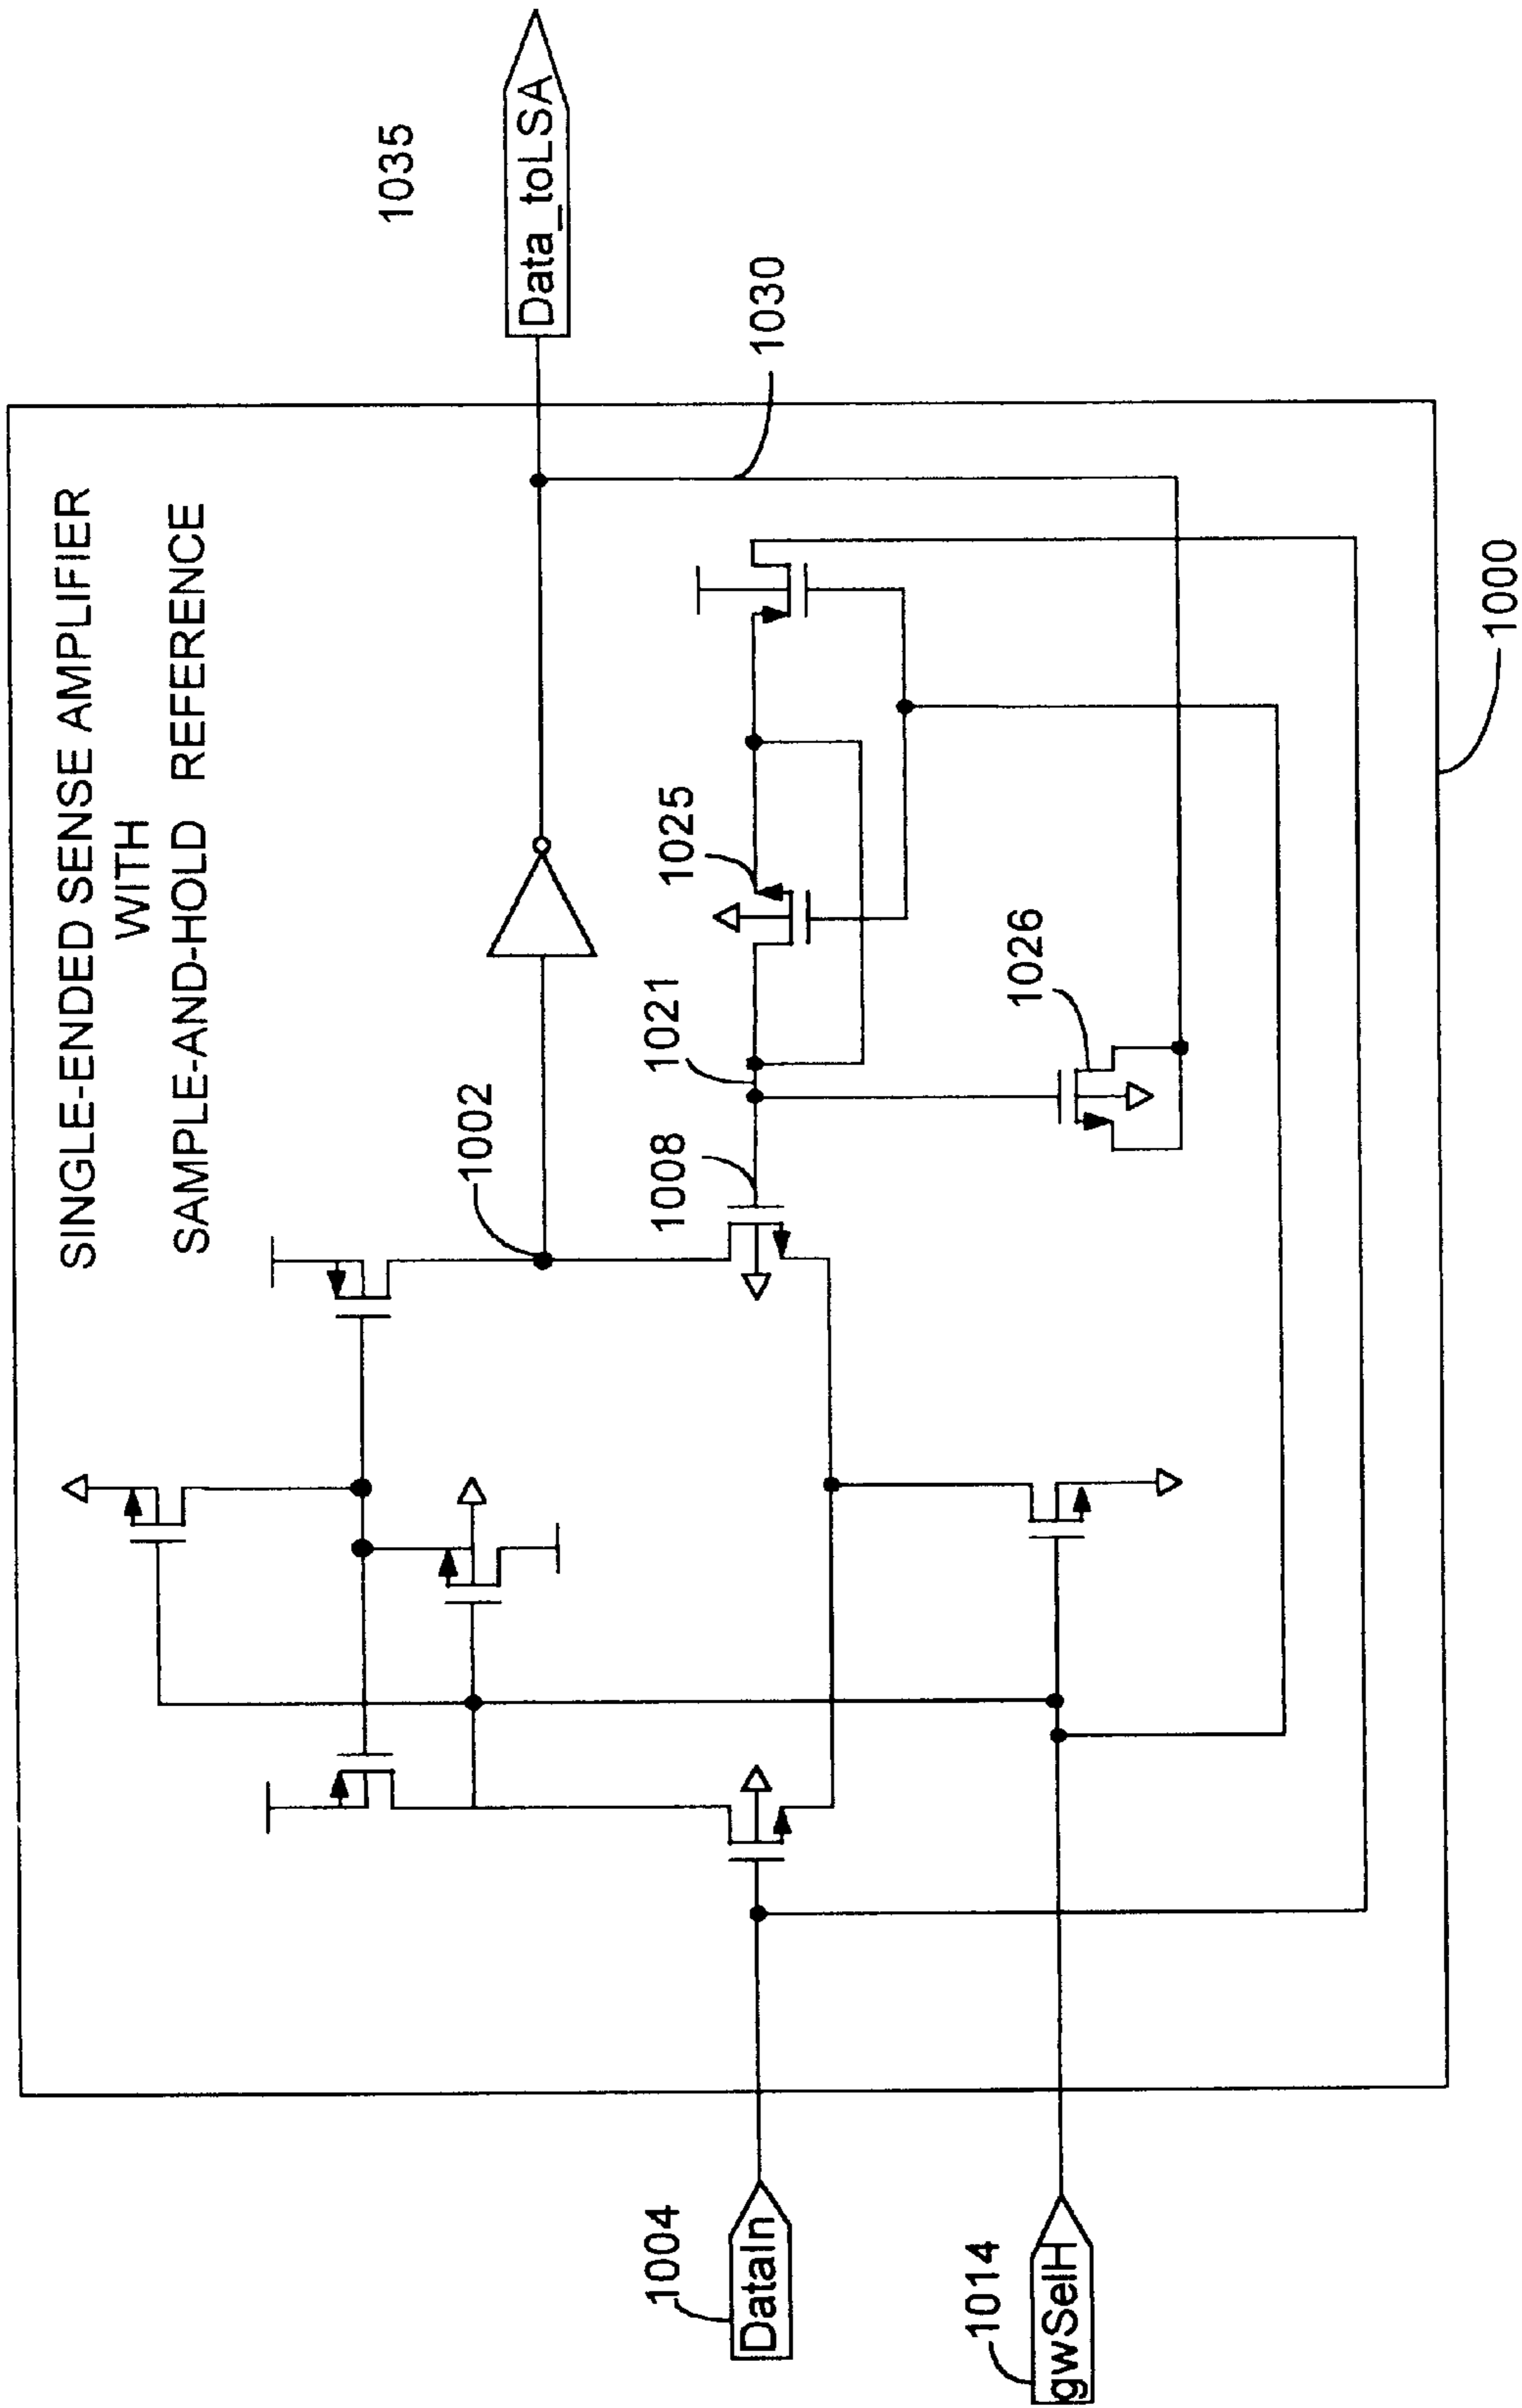 SINGLE-ENDED SENSE AMPLIFIER
WITH
SAMPLE-AND-HOLD REFERENCE
1002
1008
1021
1025
1026
1030
1035
Data_toLSA
1004
DataIn
1014
gwSelH
1000